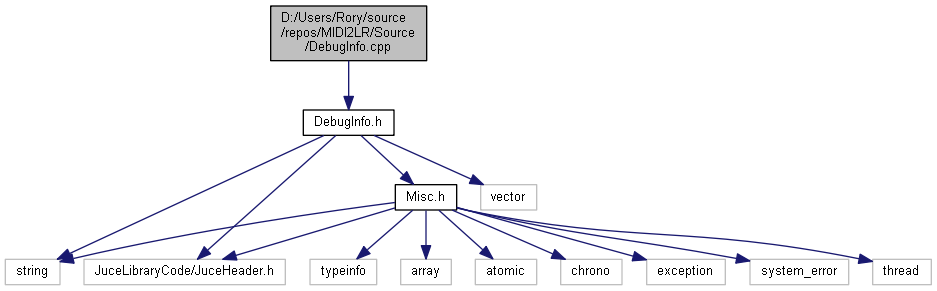 D:/Users/Rory/source
/repos/MIDI2LR/Source
/DebugInfo.cpp
DebugInfo.h
Misc.h
vector
string
JuceLibraryCode/JuceHeader.h
typeinfo
array
atomic
chrono
exception
system_error
thread